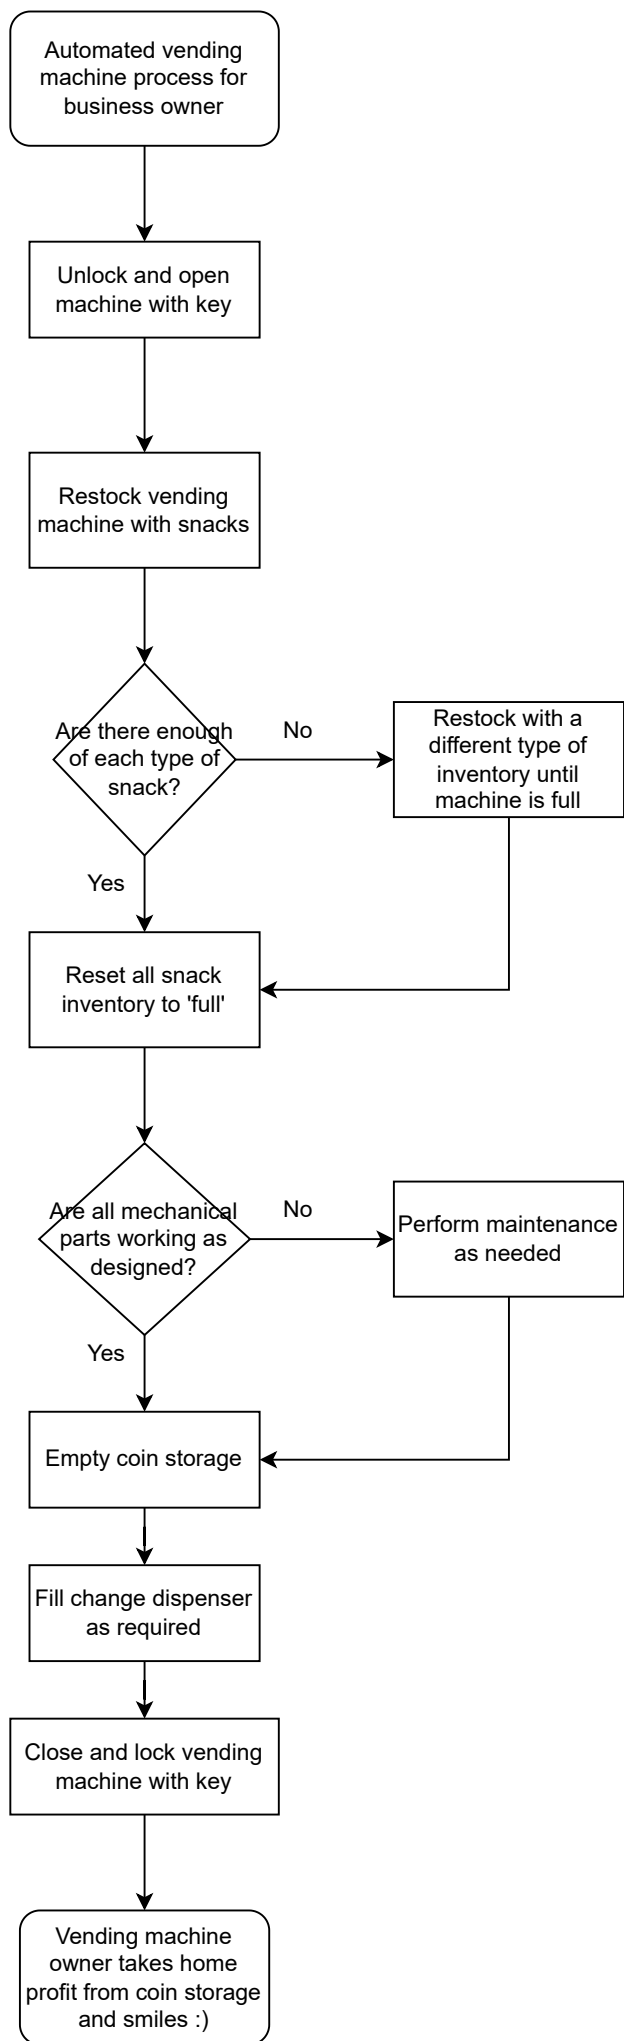 Automated vending
machine process for
business owner
Unlock and open
machine with key
Restock vending
machine with snacks
Are there enough
of each type of
snack?
No
Restock with a
different type of
inventory until
machine is full
Yes
Reset all snack
inventory to 'full'
Are all mechanical
parts working as
designed?
No
Perform maintenance
as needed
Yes
Empty coin storage
Fill change dispenser
as required
Close and lock vending
machine with key
Vending machine
owner takes home
profit from coin storage
and smiles :)